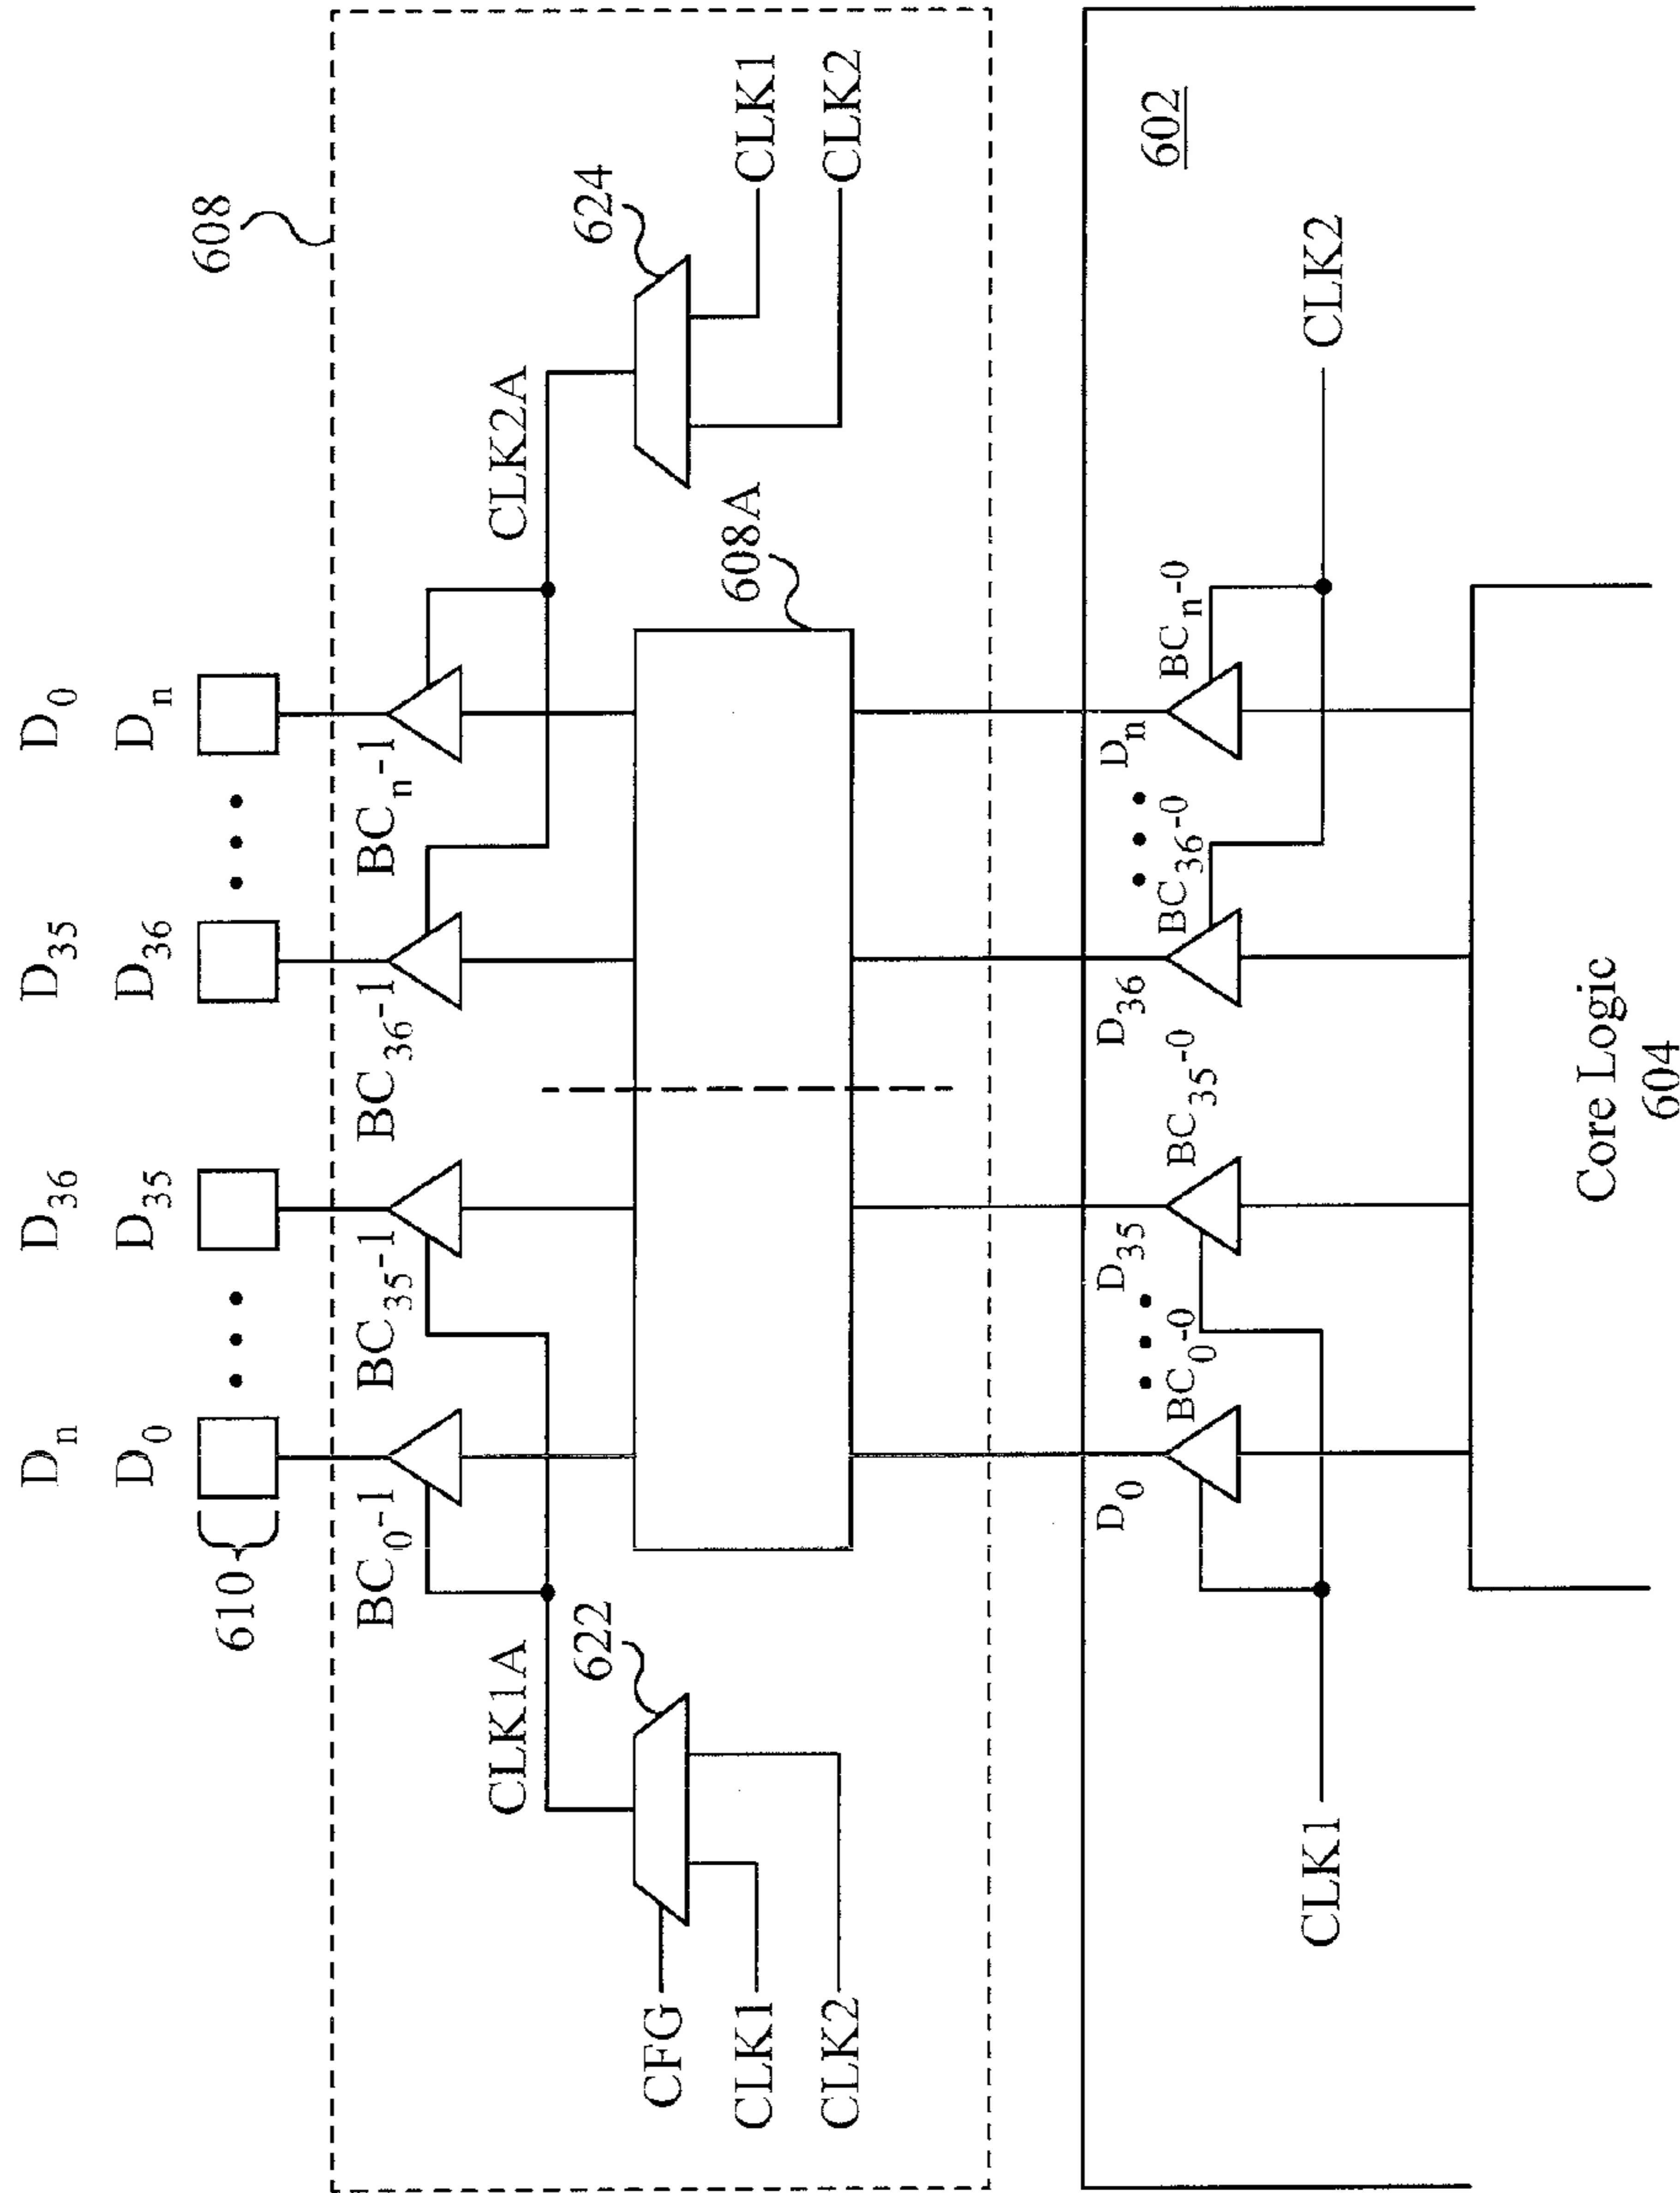 Dₙ D₃₆ D₃₅ D₀
D₀ D₃₅ D₃₆ Dₙ
608
610 • • • • • •
BC₀-1 BC₃₅-1 BC₃₆-1 BCₙ-1
CLK1A CLK2A
622 624
CFG
608A
CLK1 CLK1
CLK2 CLK2
D₀ • • • D₃₅ D₃₆ • • • Dₙ
602
BC₀-0 BC₃₅-0 BC₃₆-0 BCₙ-0
CLK1 CLK2
Core Logic
604